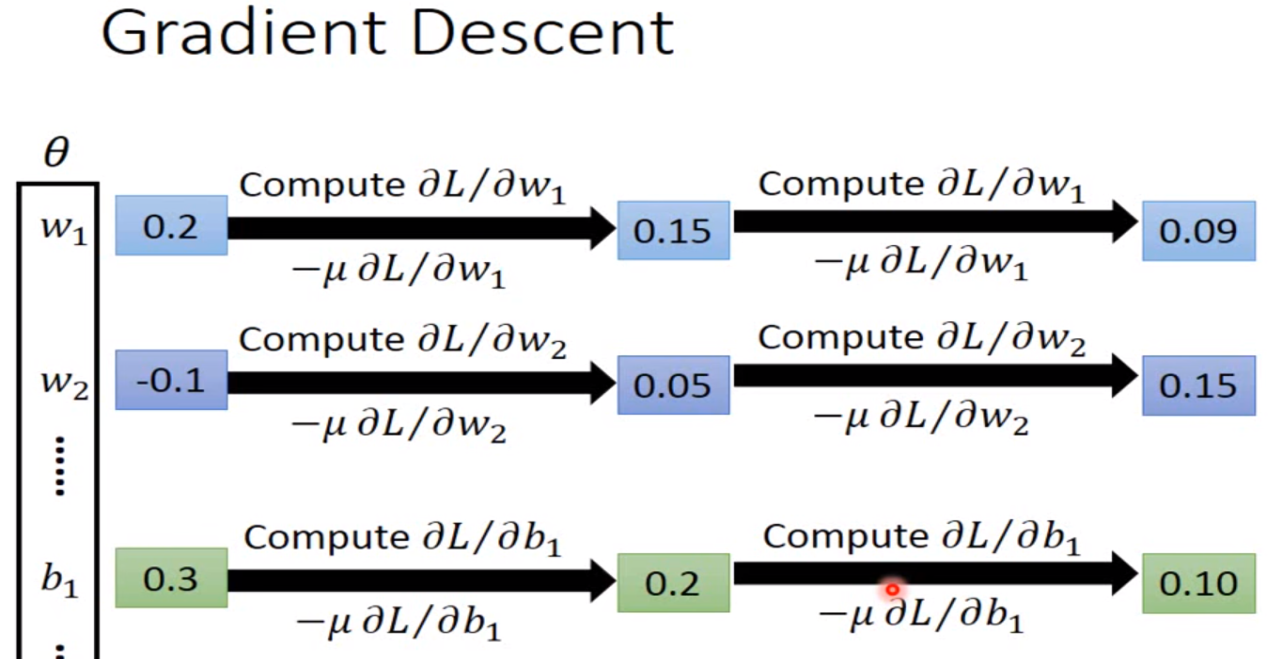 Gradient Descent
θ
Compute ∂L/∂w₁ Compute ∂L/∂w₁
w₁ 0.2 0.15 0.09
−μ ∂L/∂w₁ −μ ∂L/∂w₁
Compute ∂L/∂w₂ Compute ∂L/∂w₂
w₂ -0.1 0.05 0.15
−μ ∂L/∂w₂ −μ ∂L/∂w₂
......
Compute ∂L/∂b₁ Compute ∂L/∂b₁
b₁ 0.3 0.2 0.10
−μ ∂L/∂b₁ −μ ∂L/∂b₁